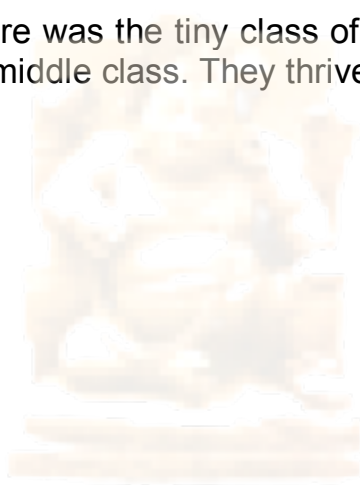 re was the tiny class of
middle class. They thrive